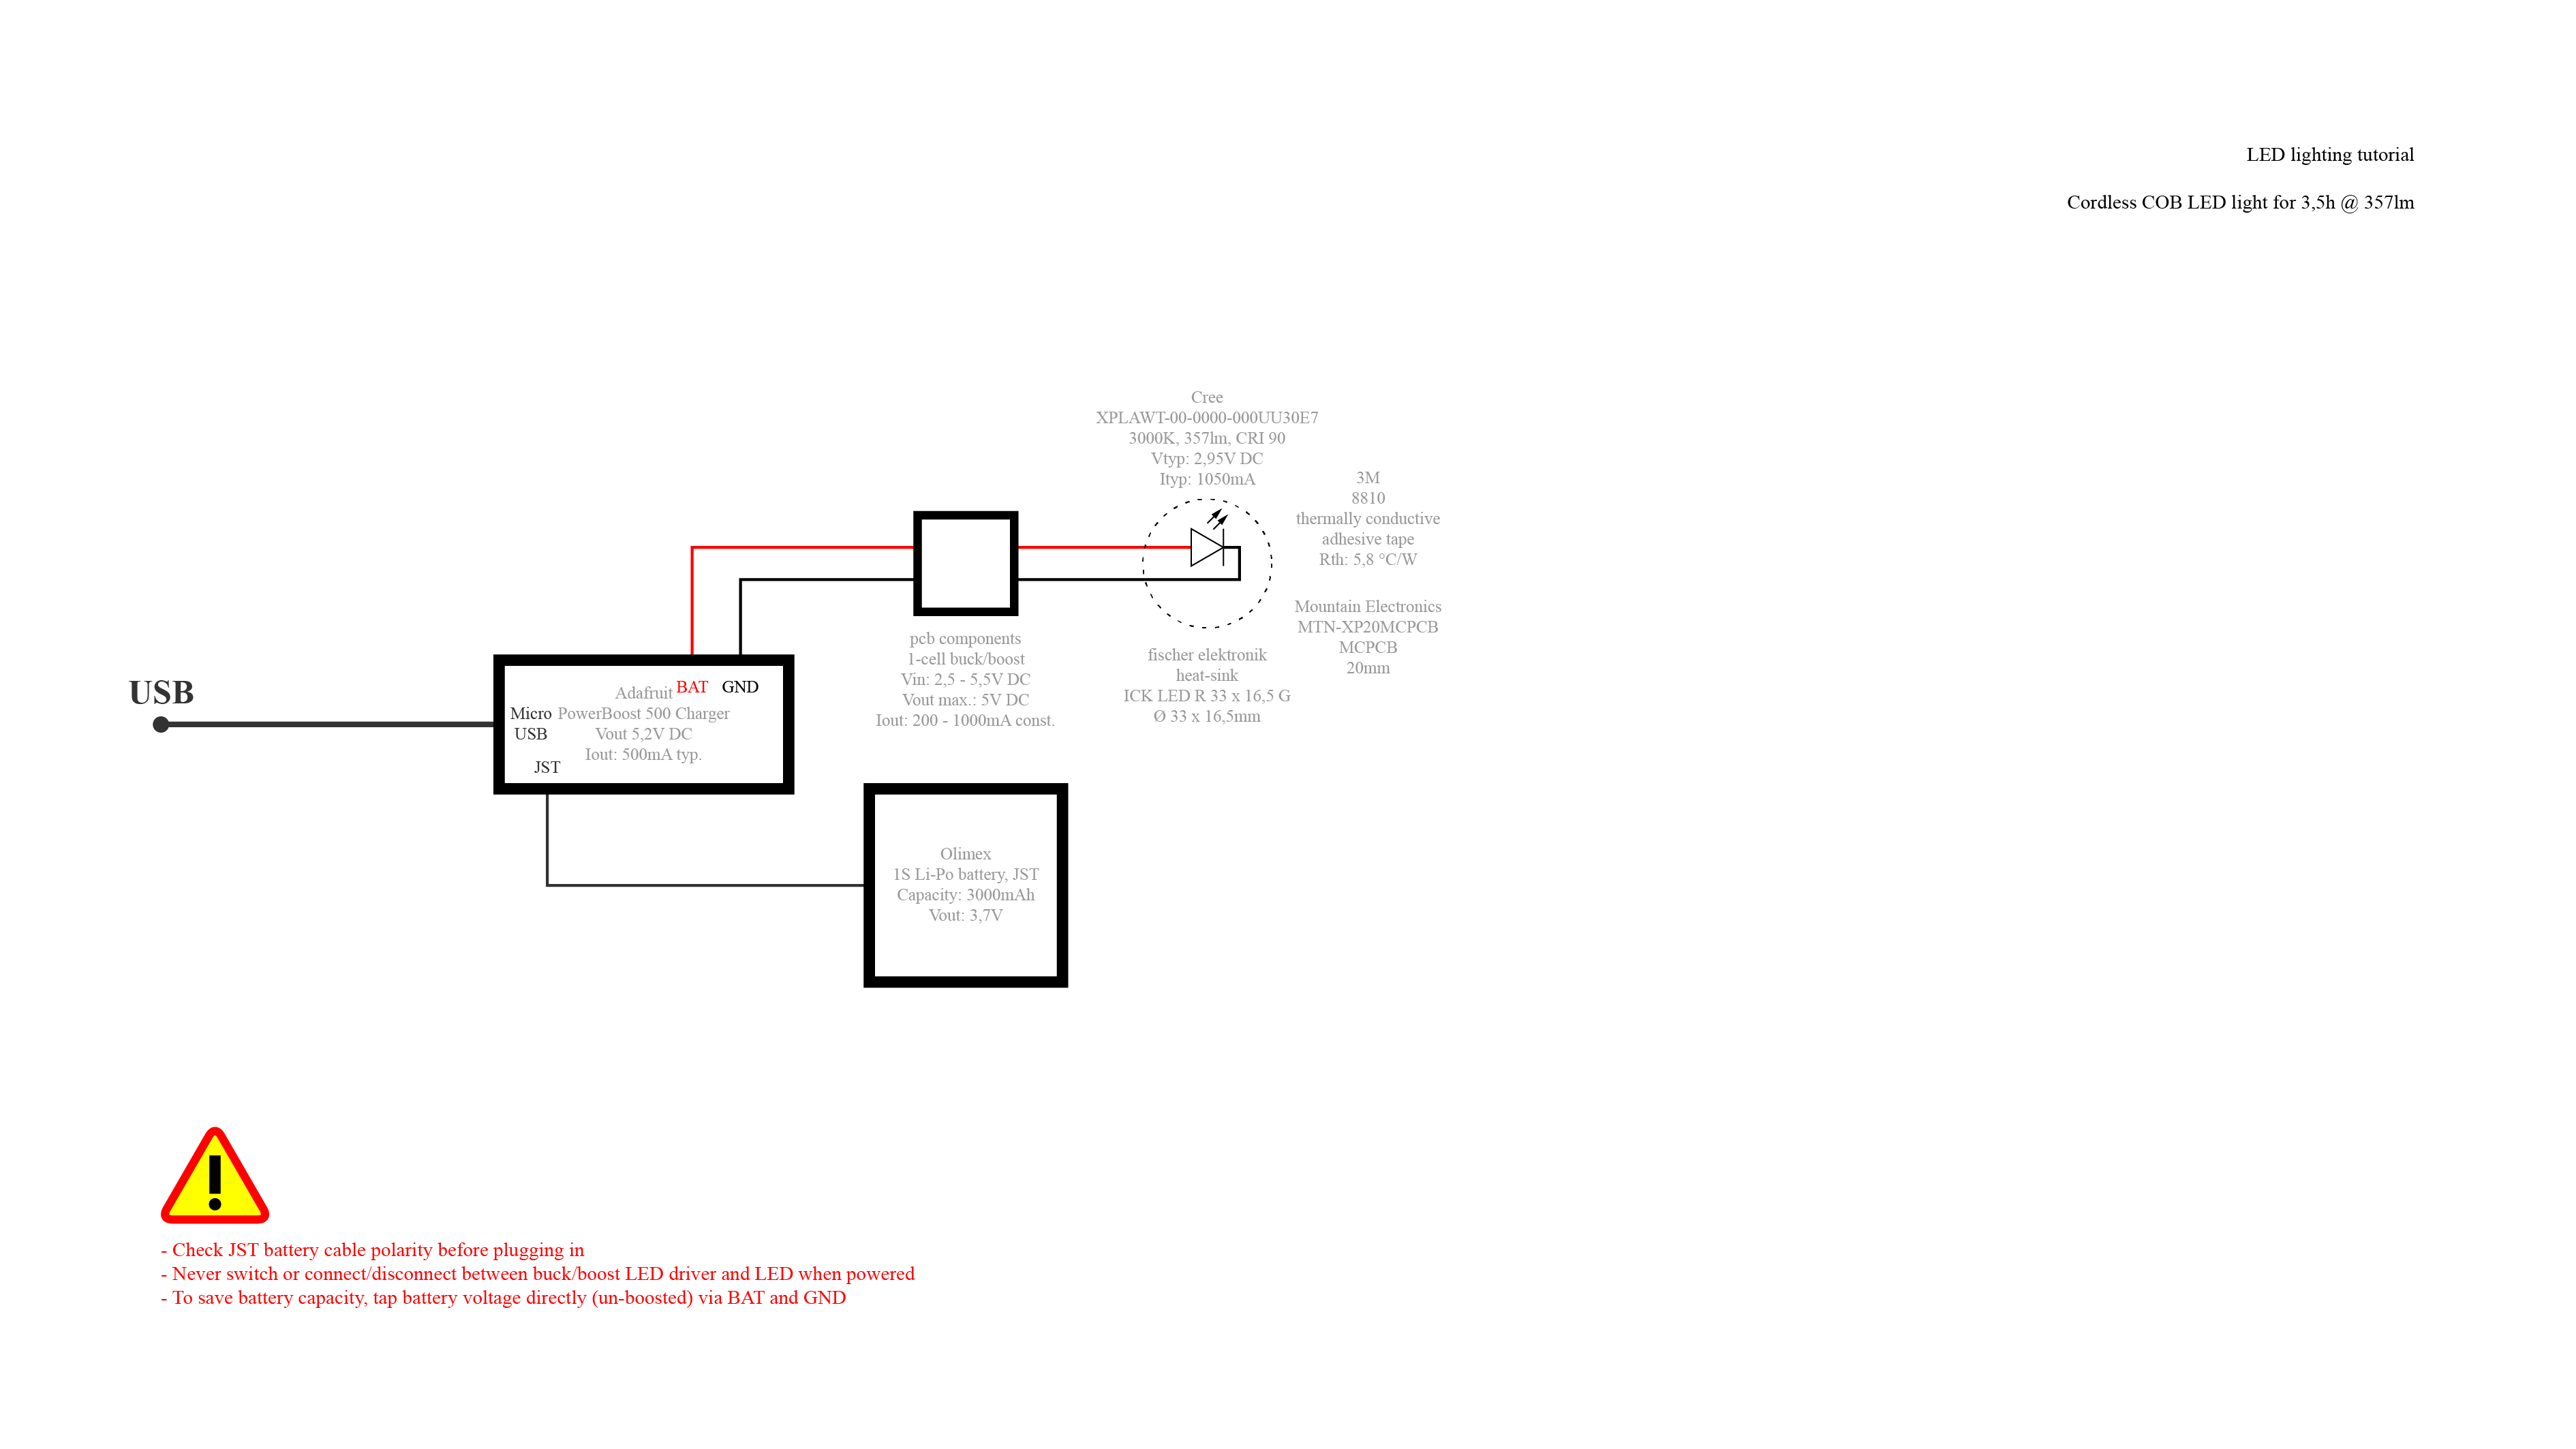 LED lighting tutorial
Cordless COB LED light for 3,5h @ 357lm
Cree
XPLAWT-00-0000-000UU30E7
3000K, 357lm, CRI 90
Vtyp: 2,95V DC
Ityp: 1050mA
3M
8810
thermally conductive
adhesive tape
Rth: 5,8 °C/W
Mountain Electronics
MTN-XP20MCPCB
MCPCB
20mm
pcb components
1-cell buck/boost
Vin: 2,5 - 5,5V DC
Vout max.: 5V DC
Iout: 200 - 1000mA const.
fischer elektronik
heat-sink
ICK LED R 33 x 16,5 G
Ø 33 x 16,5mm
USB
BAT
GND
Micro
USB
JST
Adafruit
PowerBoost 500 Charger
Vout 5,2V DC
Iout: 500mA typ.
Olimex
1S Li-Po battery, JST
Capacity: 3000mAh
Vout: 3,7V
- Check JST battery cable polarity before plugging in
- Never switch or connect/disconnect between buck/boost LED driver and LED when powered
- To save battery capacity, tap battery voltage directly (un-boosted) via BAT and GND